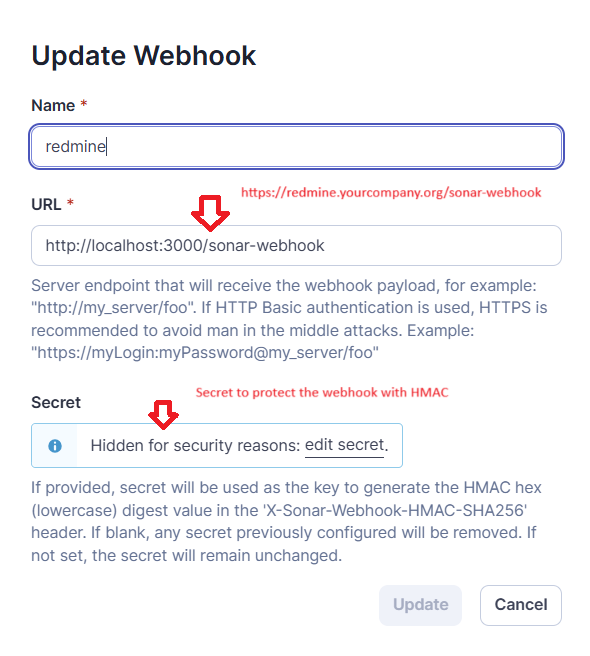 Update Webhook
Name *
redmine
https://redmine.yourcompany.org/sonar-webhook
URL *
http://localhost:3000/sonar-webhook
Server endpoint that will receive the webhook payload, for example:
"http://my_server/foo". If HTTP Basic authentication is used, HTTPS is
recommended to avoid man in the middle attacks. Example:
"https://myLogin:myPassword@my_server/foo"
Secret to protect the webhook with HMAC
Secret
Hidden for security reasons: edit secret.
If provided, secret will be used as the key to generate the HMAC hex
(lowercase) digest value in the 'X-Sonar-Webhook-HMAC-SHA256'
header. If blank, any secret previously configured will be removed. If
not set, the secret will remain unchanged.
Update Cancel